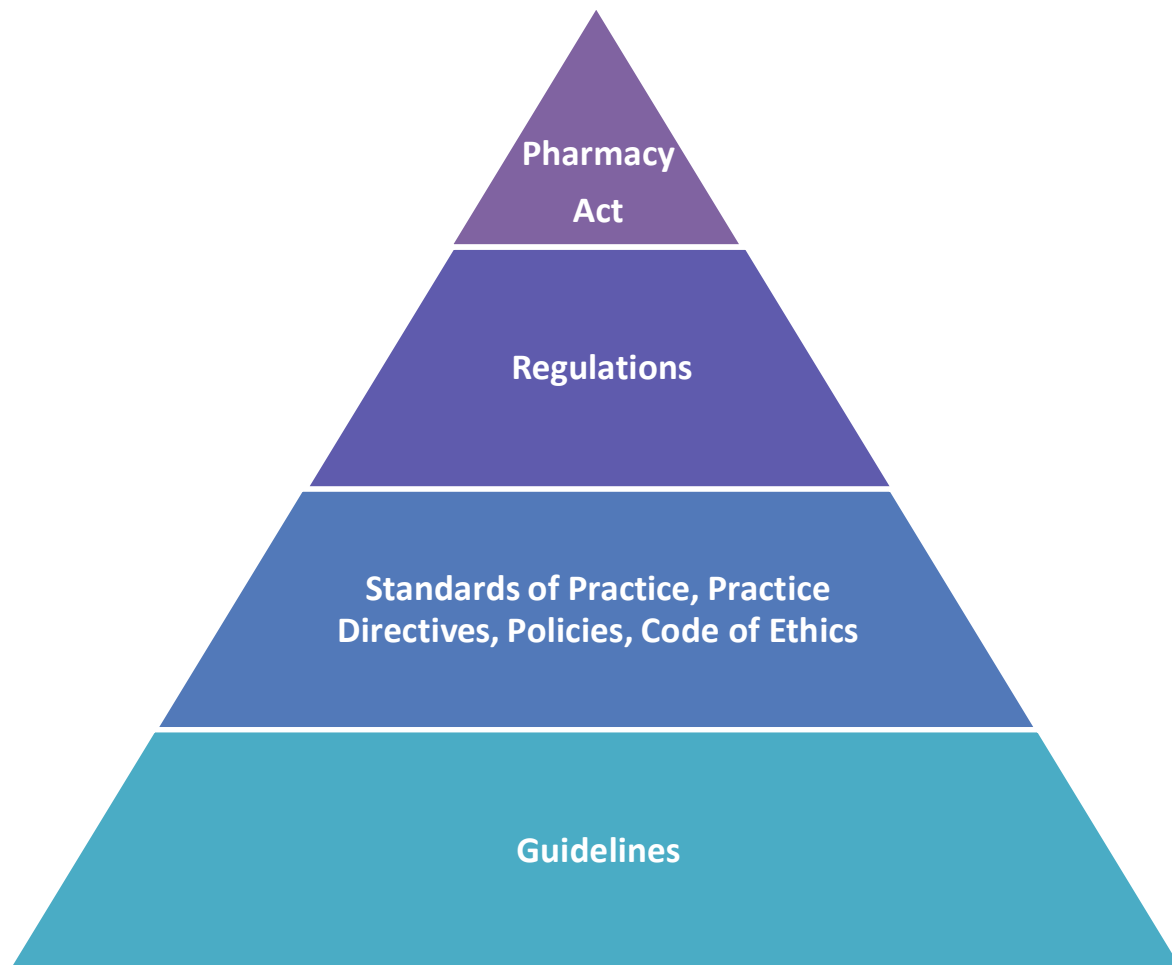 Pharmacy
Act
Regulations
Standards of Practice, Practice
Directives, Policies, Code of Ethics
Guidelines